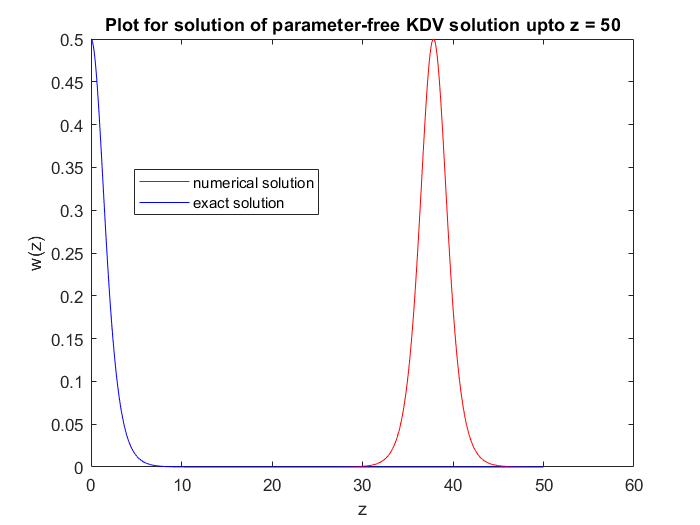 Plot for solution of parameter-free KDV solution upto z = 50
0.5
0.45
0.4
0.35
0.3
0.25
0.2
0.15
0.1
0.05
0
w(z)
numerical solution
exact solution
0 10 20 30 40 50 60
z